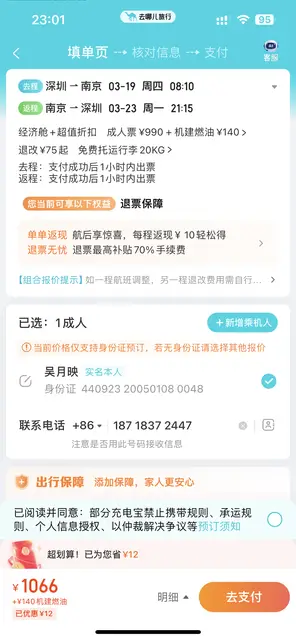 23:01
去哪儿旅行
95
填单页 → 核对信息 → 支付
客服
去程 深圳 — 南京 03-19 周四 08:10
返程 南京 — 深圳 03-23 周一 21:15
经济舱+超值折扣 成人票¥990+机建燃油¥140>
退改¥75起 免费托运行李20KG>
去程：支付成功后1小时内出票
返程：支付成功后1小时内出票
您当前可享以下权益 退票保障
单单返现 航后享惊喜，每程返现¥10轻松得
退票无忧 退票最高补贴70%手续费
【组合报价提示】如一程航班调整，另一程退改费用需自行...
已选：1成人
+新增乘机人
当前价格仅支持身份证预订，若无身份证请选择其他报价
吴月映 实名本人
身份证 440923 20050108 0048
联系电话 +86 187 1837 2447
注意是否用此号码接收信息
出行保障 添加保障，家人更安心
已阅读并同意：部分充电宝禁止携带规则、承运规
则、个人信息授权、以仲裁解决争议等预订须知
超划算！已为您省¥12
¥1066
+¥140机建燃油
已优惠¥12
明细
去支付